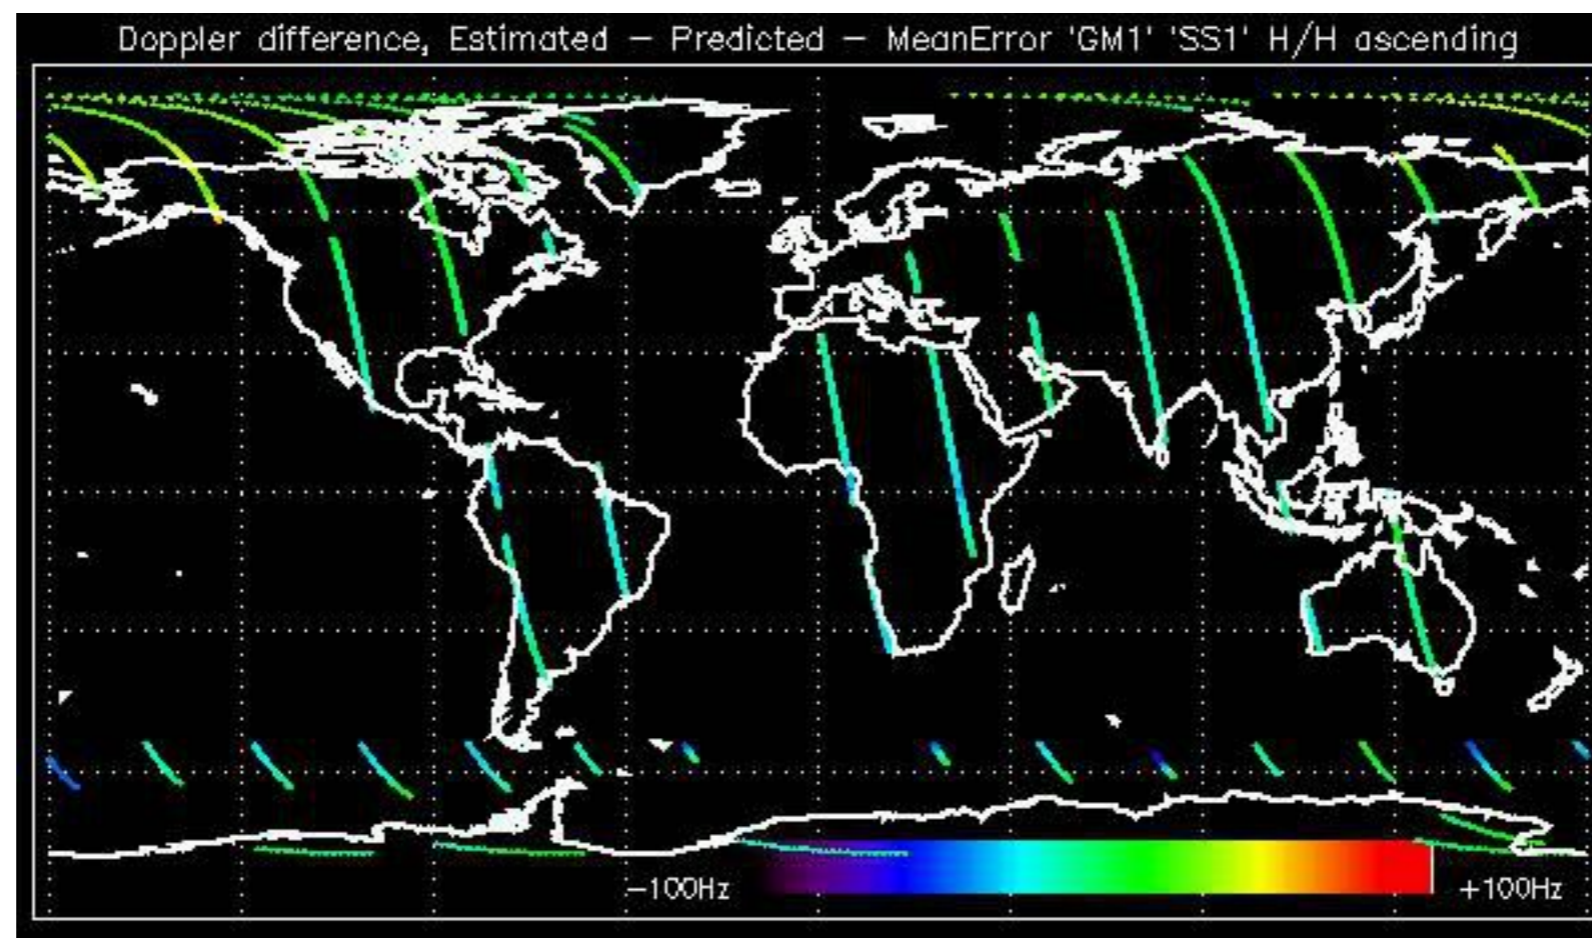 Doppler difference, Estimated – Predicted – MeanError 'GM1' 'SS1' H/H ascending
–100Hz
+100Hz